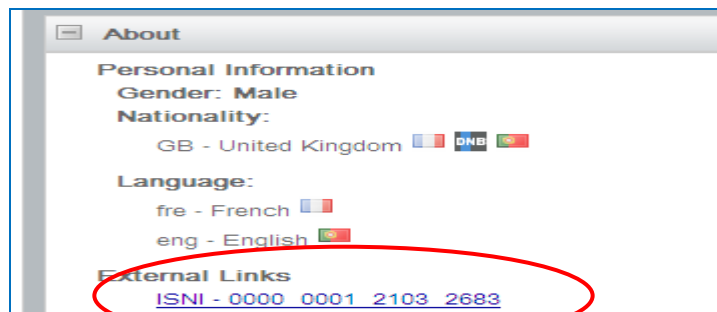 About
Personal Information
Gender: Male
Nationality:
GB - United Kingdom DNB
Language:
fre - French
eng - English
External Links
ISNI - 0000 0001 2103 2683